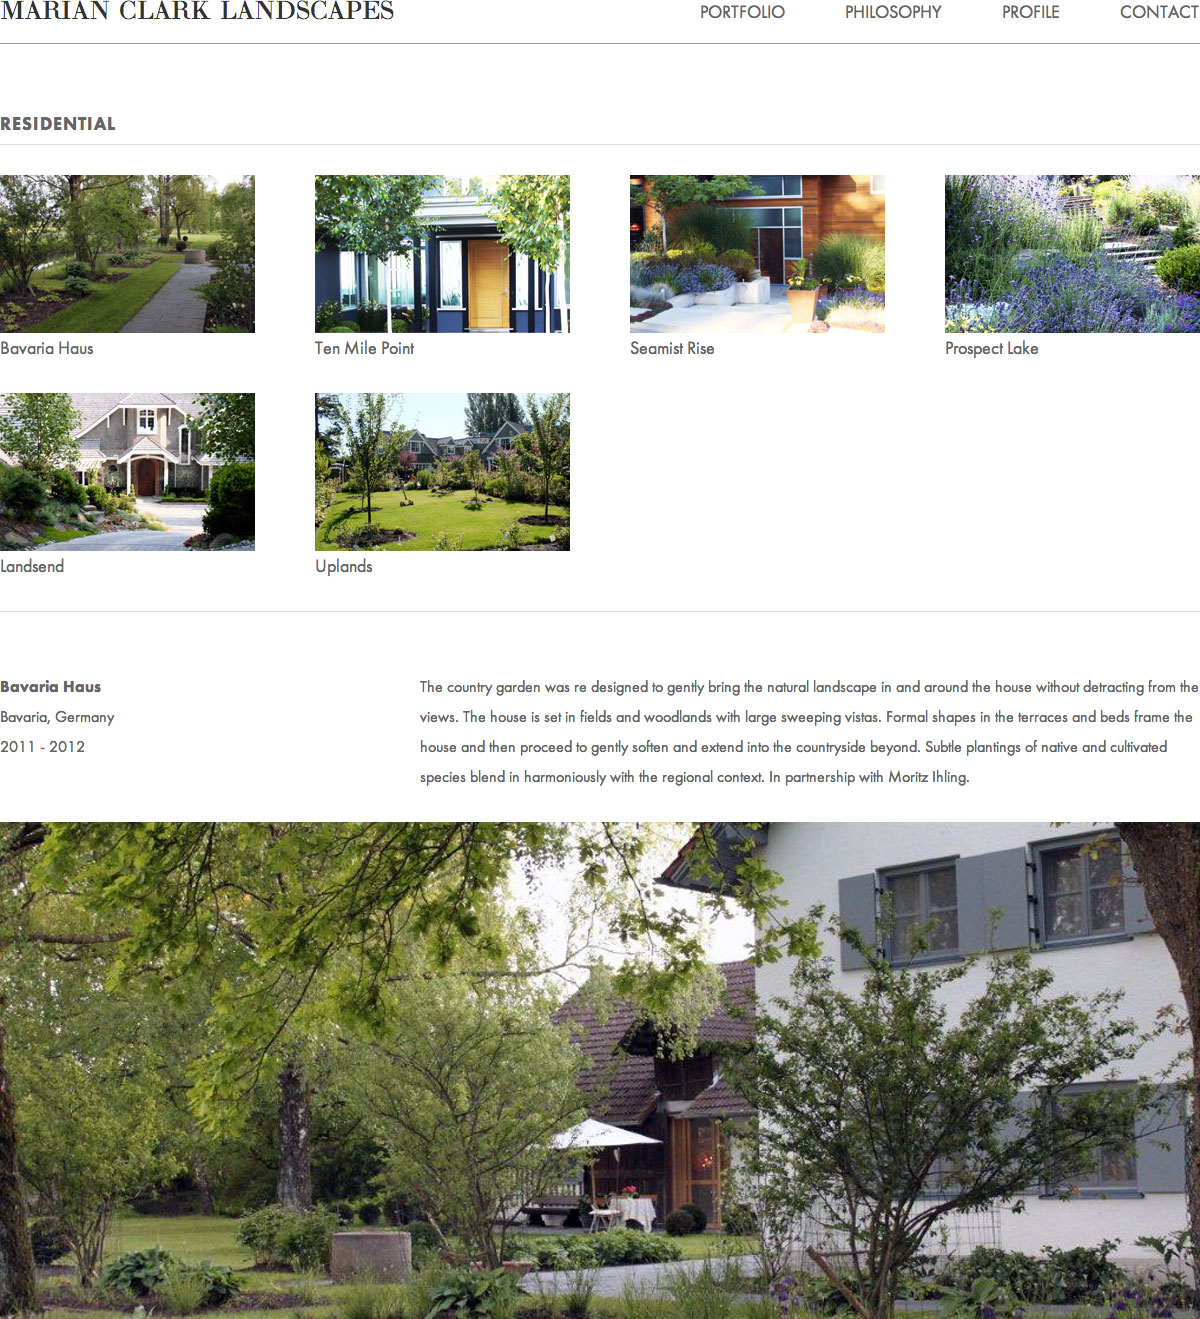 MARIAN CLARK LANDSCAPES
PORTFOLIO PHILOSOPHY PROFILE CONTACT
RESIDENTIAL
Bavaria Haus
Ten Mile Point
Seamist Rise
Prospect Lake
Landsend
Uplands
Bavaria Haus
Bavaria, Germany
2011 - 2012
The country garden was re designed to gently bring the natural landscape in and around the house without detracting from the
views. The house is set in fields and woodlands with large sweeping vistas. Formal shapes in the terraces and beds frame the
house and then proceed to gently soften and extend into the countryside beyond. Subtle plantings of native and cultivated
species blend in harmoniously with the regional context. In partnership with Moritz Ihling.